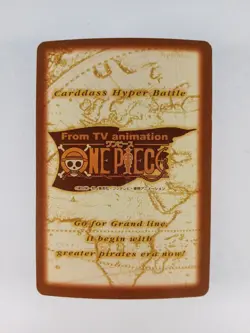 Carddass Hyper Battle
From TV animation
ワンピース
ONE PIECE
Go for Grand line,
It begin with
greater pirates era now!